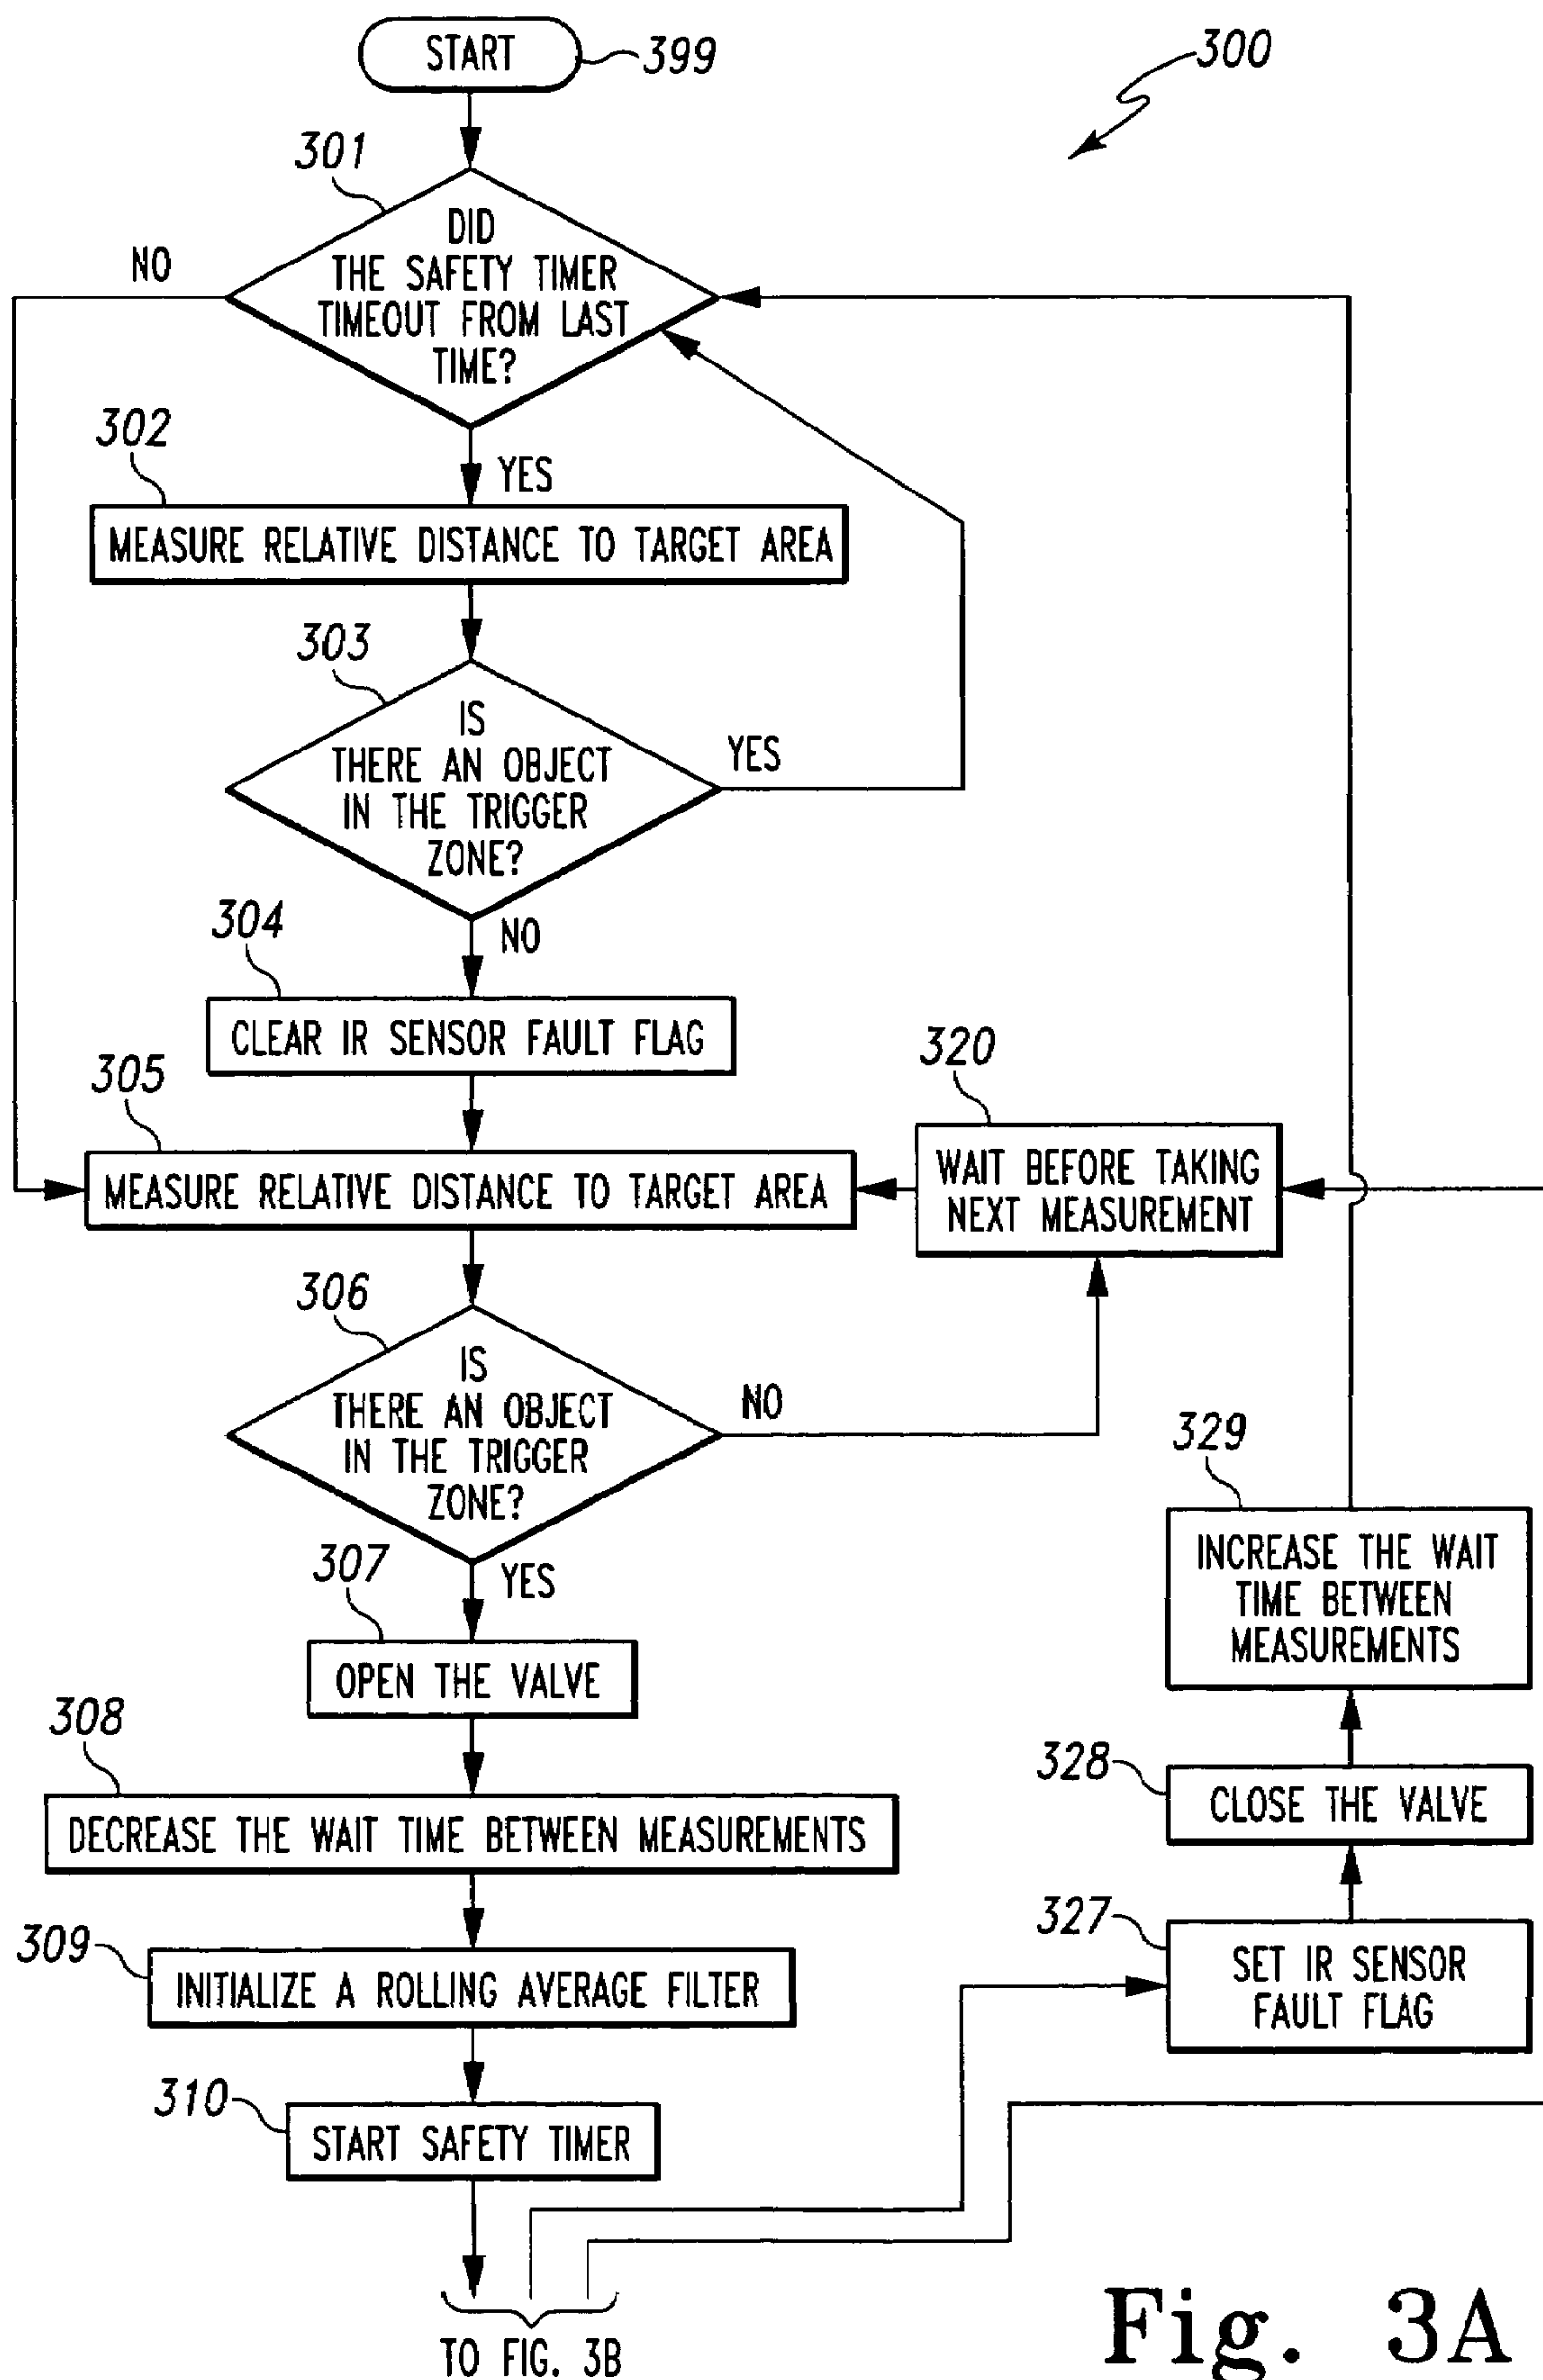 START
399
300
301
DID
THE SAFETY TIMER
TIMEOUT FROM LAST
TIME?
NO
302
YES
MEASURE RELATIVE DISTANCE TO TARGET AREA
303
IS
THERE AN OBJECT
IN THE TRIGGER
ZONE?
YES
304
NO
CLEAR IR SENSOR FAULT FLAG
305
MEASURE RELATIVE DISTANCE TO TARGET AREA
320
WAIT BEFORE TAKING
NEXT MEASUREMENT
306
IS
THERE AN OBJECT
IN THE TRIGGER
ZONE?
NO
307
YES
OPEN THE VALVE
308
DECREASE THE WAIT TIME BETWEEN MEASUREMENTS
309
INITIALIZE A ROLLING AVERAGE FILTER
310
START SAFETY TIMER
329
INCREASE THE WAIT
TIME BETWEEN
MEASUREMENTS
328
CLOSE THE VALVE
327
SET IR SENSOR
FAULT FLAG
TO FIG. 3B
Fig. 3A